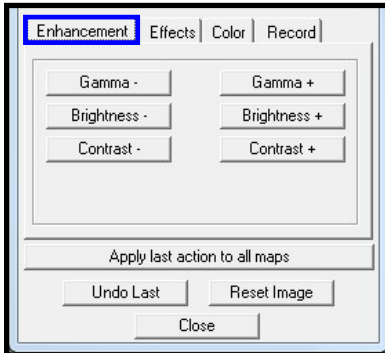 Enhancement Effects Color Record
Gamma - Gamma +
Brightness - Brightness +
Contrast - Contrast +
Apply last action to all maps
Undo Last Reset Image
Close